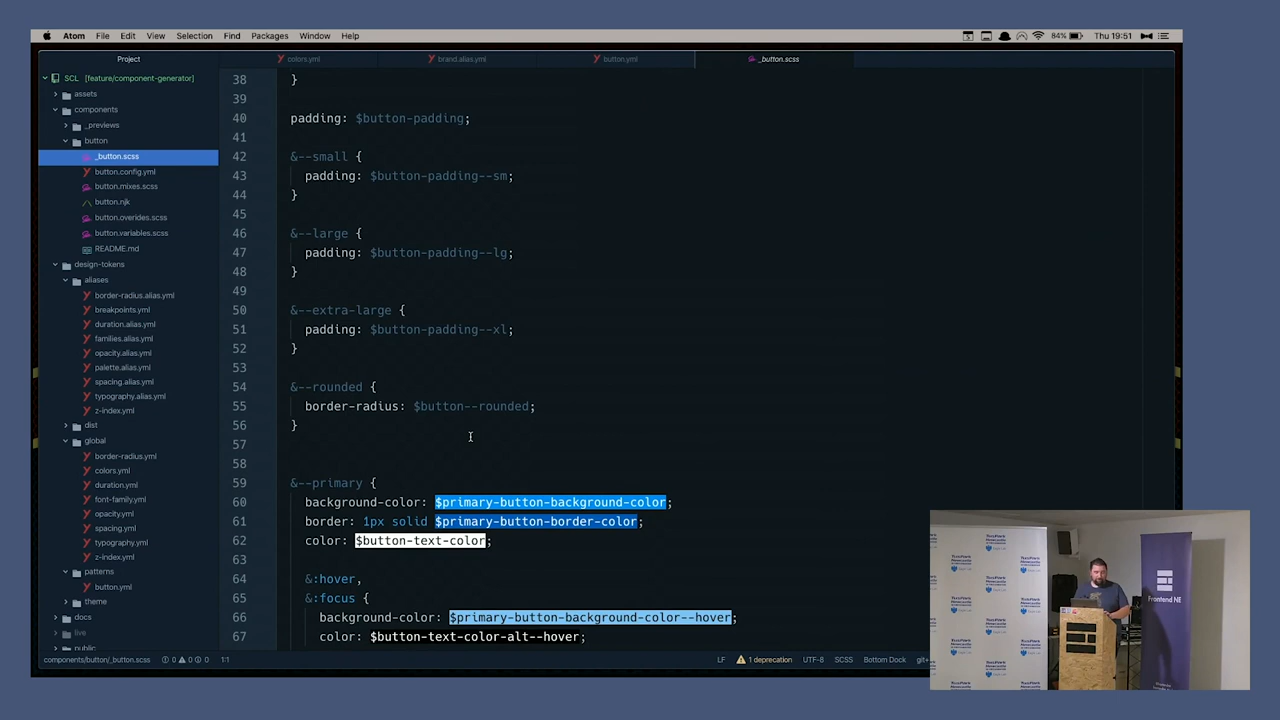 Atom File Edit View Selection Find Packages Window Help 84% Thu 19:51
Project colors.yml brand.alias.yml button.yml _button.scss
SCL [feature/component-generator]
assets
components
_previews
button
_button.scss
button.config.yml
button.mixes.scss
button.njk
button.overides.scss
button.variables.scss
README.md
design-tokens
aliases
border-radius.alias.yml
breakpoints.yml
duration.alias.yml
families.alias.yml
opacity.alias.yml
palette.alias.yml
spacing.alias.yml
typography.alias.yml
z-index.yml
dist
global
border-radius.yml
colors.yml
duration.yml
font-family.yml
opacity.yml
spacing.yml
typography.yml
z-index.yml
patterns
button.yml
theme
docs
live
public
38 }
39
40 padding: $button-padding;
41
42 &--small {
43 padding: $button-padding--sm;
44 }
45
46 &--large {
47 padding: $button-padding--lg;
48 }
49
50 &--extra-large {
51 padding: $button-padding--xl;
52 }
53
54 &--rounded {
55 border-radius: $button--rounded;
56 }
57
58
59 &--primary {
60 background-color: $primary-button-background-color;
61 border: 1px solid $primary-button-border-color;
62 color: $button-text-color;
63
64 &:hover,
65 &:focus {
66 background-color: $primary-button-background-color--hover;
67 color: $button-text-color-alt--hover;
components/button/_button.scss 0 0 0 1:1 LF 1 deprecation UTF-8 SCSS Bottom Dock git+
Frontend NE